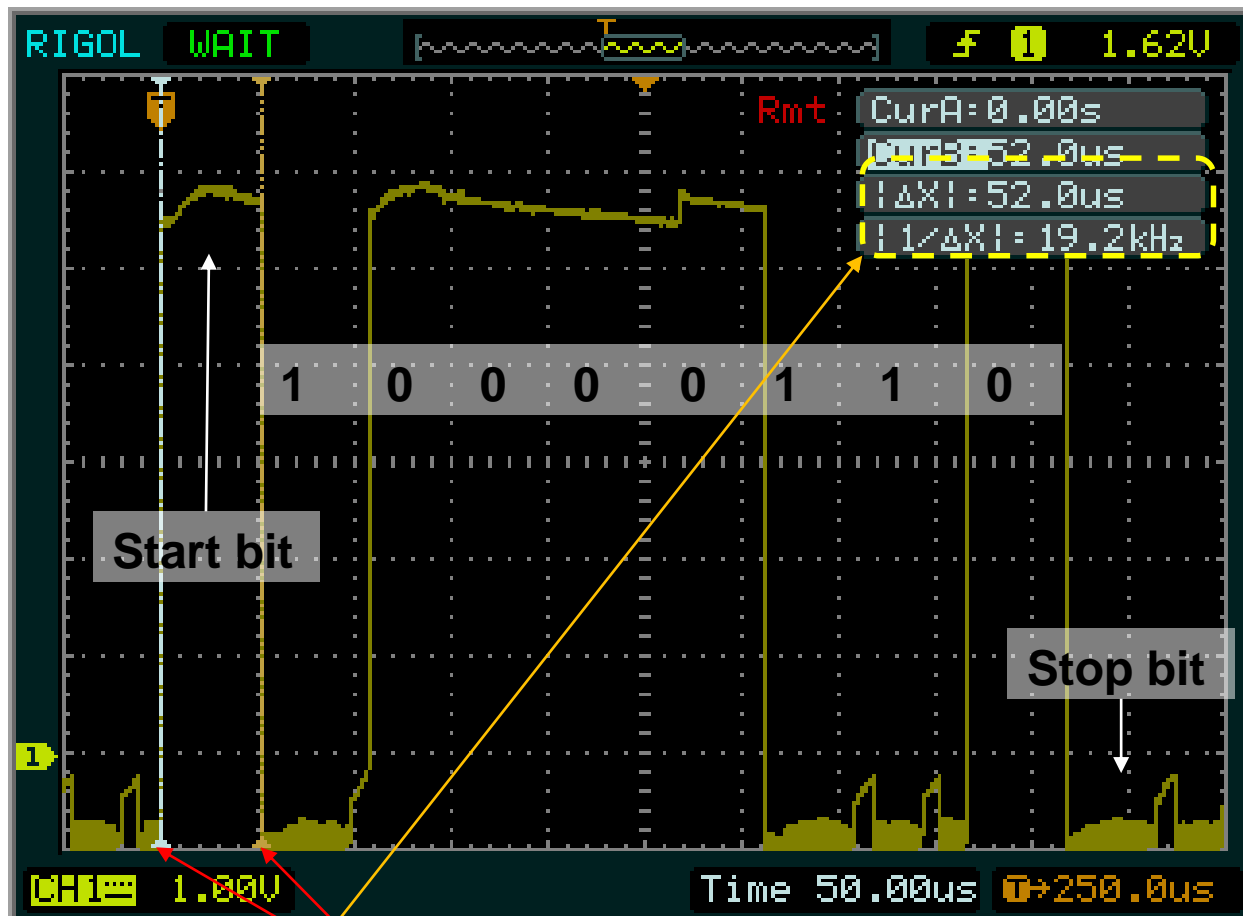 RIGOL WAIT 1 1.62V
Rmt CurA:0.00s
CurB:52.0us
|ΔX|:52.0us
|1/ΔX|:19.2kHz
1 0 0 0 0 1 1 0
Start bit
Stop bit
1
CH1 1.00V Time 50.00us T→250.0us